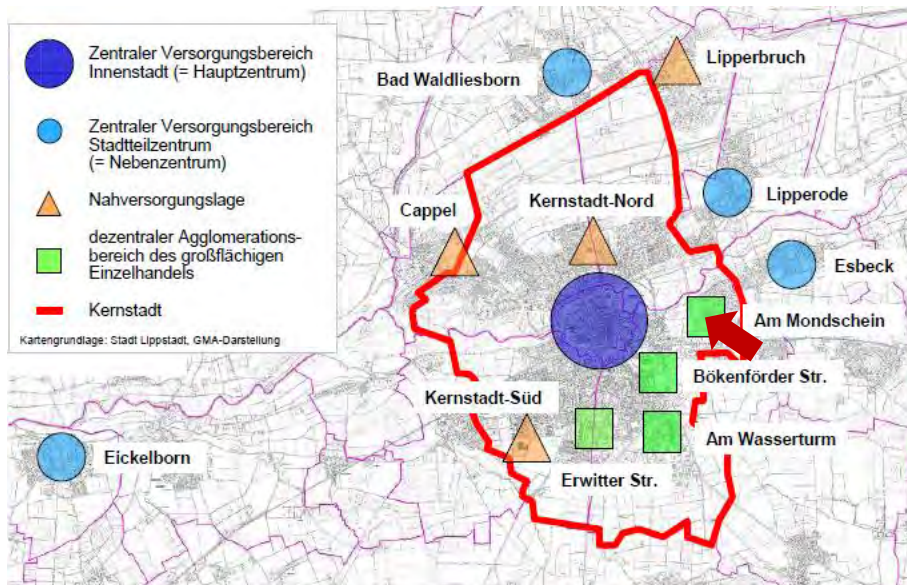 Zentraler Versorgungsbereich
Innenstadt (= Hauptzentrum)
Zentraler Versorgungsbereich
Stadtteilzentrum
(= Nebenzentrum)
Nahversorgungslage
dezentraler Agglomerations-
bereich des großflächigen
Einzelhandels
Kernstadt
Kartengrundlage: Stadt Lippstadt, GMA-Darstellung
Lipperbruch
Bad Waldliesborn
Lipperode
Cappel
Kernstadt-Nord
Esbeck
Am Mondschein
Bökenförder Str.
Kernstadt-Süd
Am Wasserturm
Eickelborn
Erwitter Str.